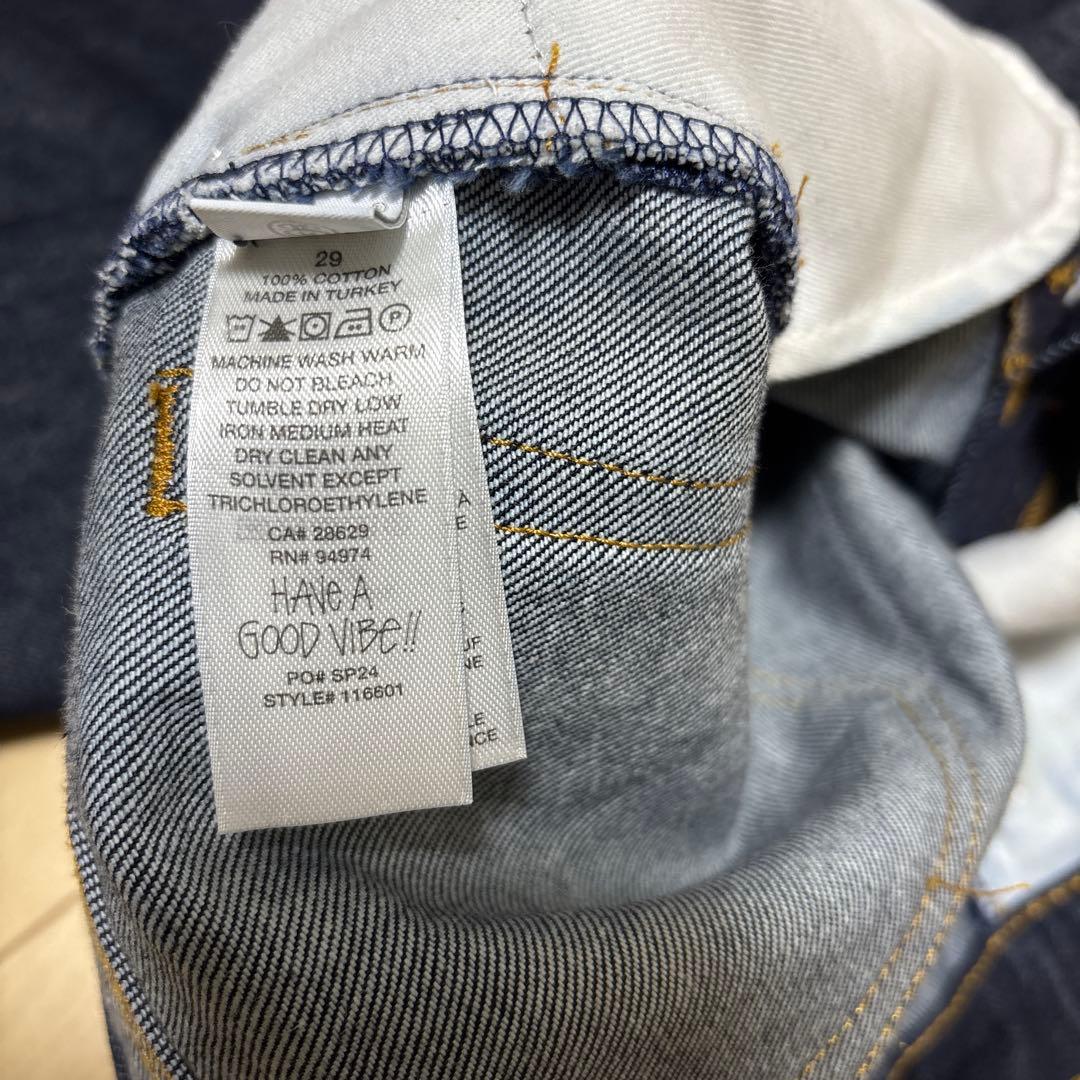 29
100% COTTON
MADE IN TURKEY
P
MACHINE WASH WARM
DO NOT BLEACH
TUMBLE DRY LOW
IRON MEDIUM HEAT
DRY CLEAN ANY
SOLVENT EXCEPT
TRICHLOROETHYLENE
CA# 28629
RN# 94974
HAVE A
GOOD VIBE!!
PO# SP24
STYLE# 116601